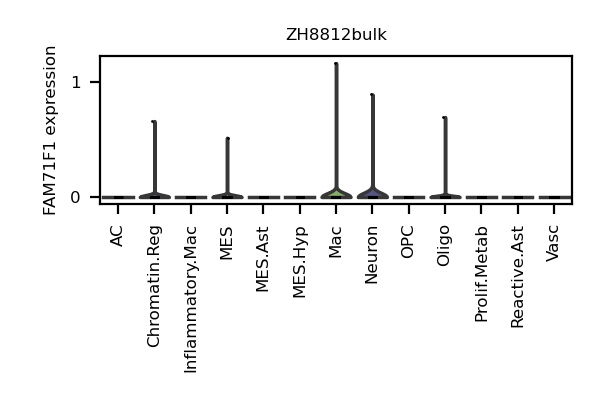 ZH8812bulk
FAM71F1 expression
1
0
AC
Chromatin.Reg
Inflammatory.Mac
MES
MES.Ast
MES.Hyp
Mac
Neuron
OPC
Oligo
Prolif.Metab
Reactive.Ast
Vasc